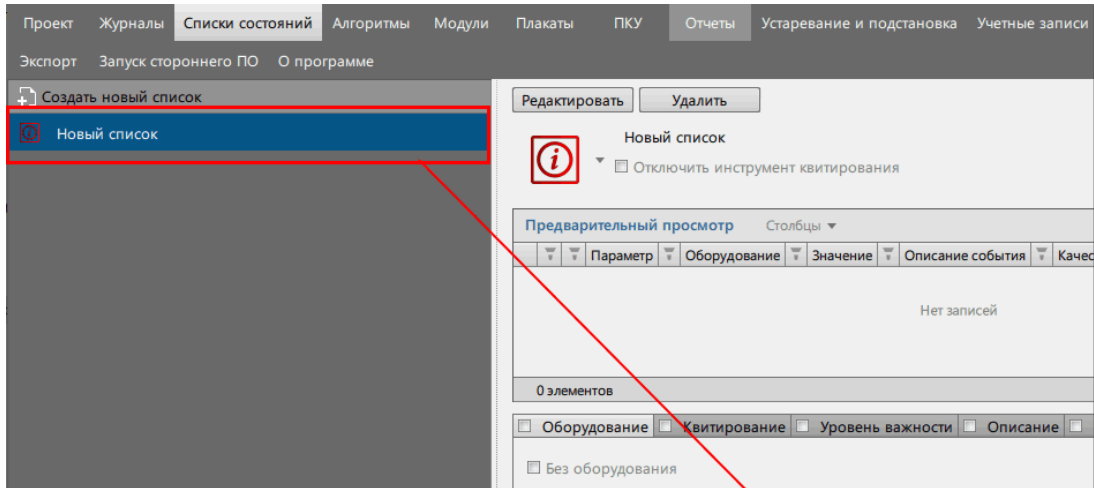 Проект Журналы Списки состояний Алгоритмы Модули Плакаты ПКУ Отчеты Устаревание и подстановка Учетные записи
Экспорт Запуск стороннего ПО О программе
Создать новый список
Новый список
Редактировать Удалить
Новый список
Отключить инструмент квитирования
Предварительный просмотр Столбцы
Параметр Оборудование Значение Описание события Качес
Нет записей
0 элементов
Оборудование Квитирование Уровень важности Описание
Без оборудования